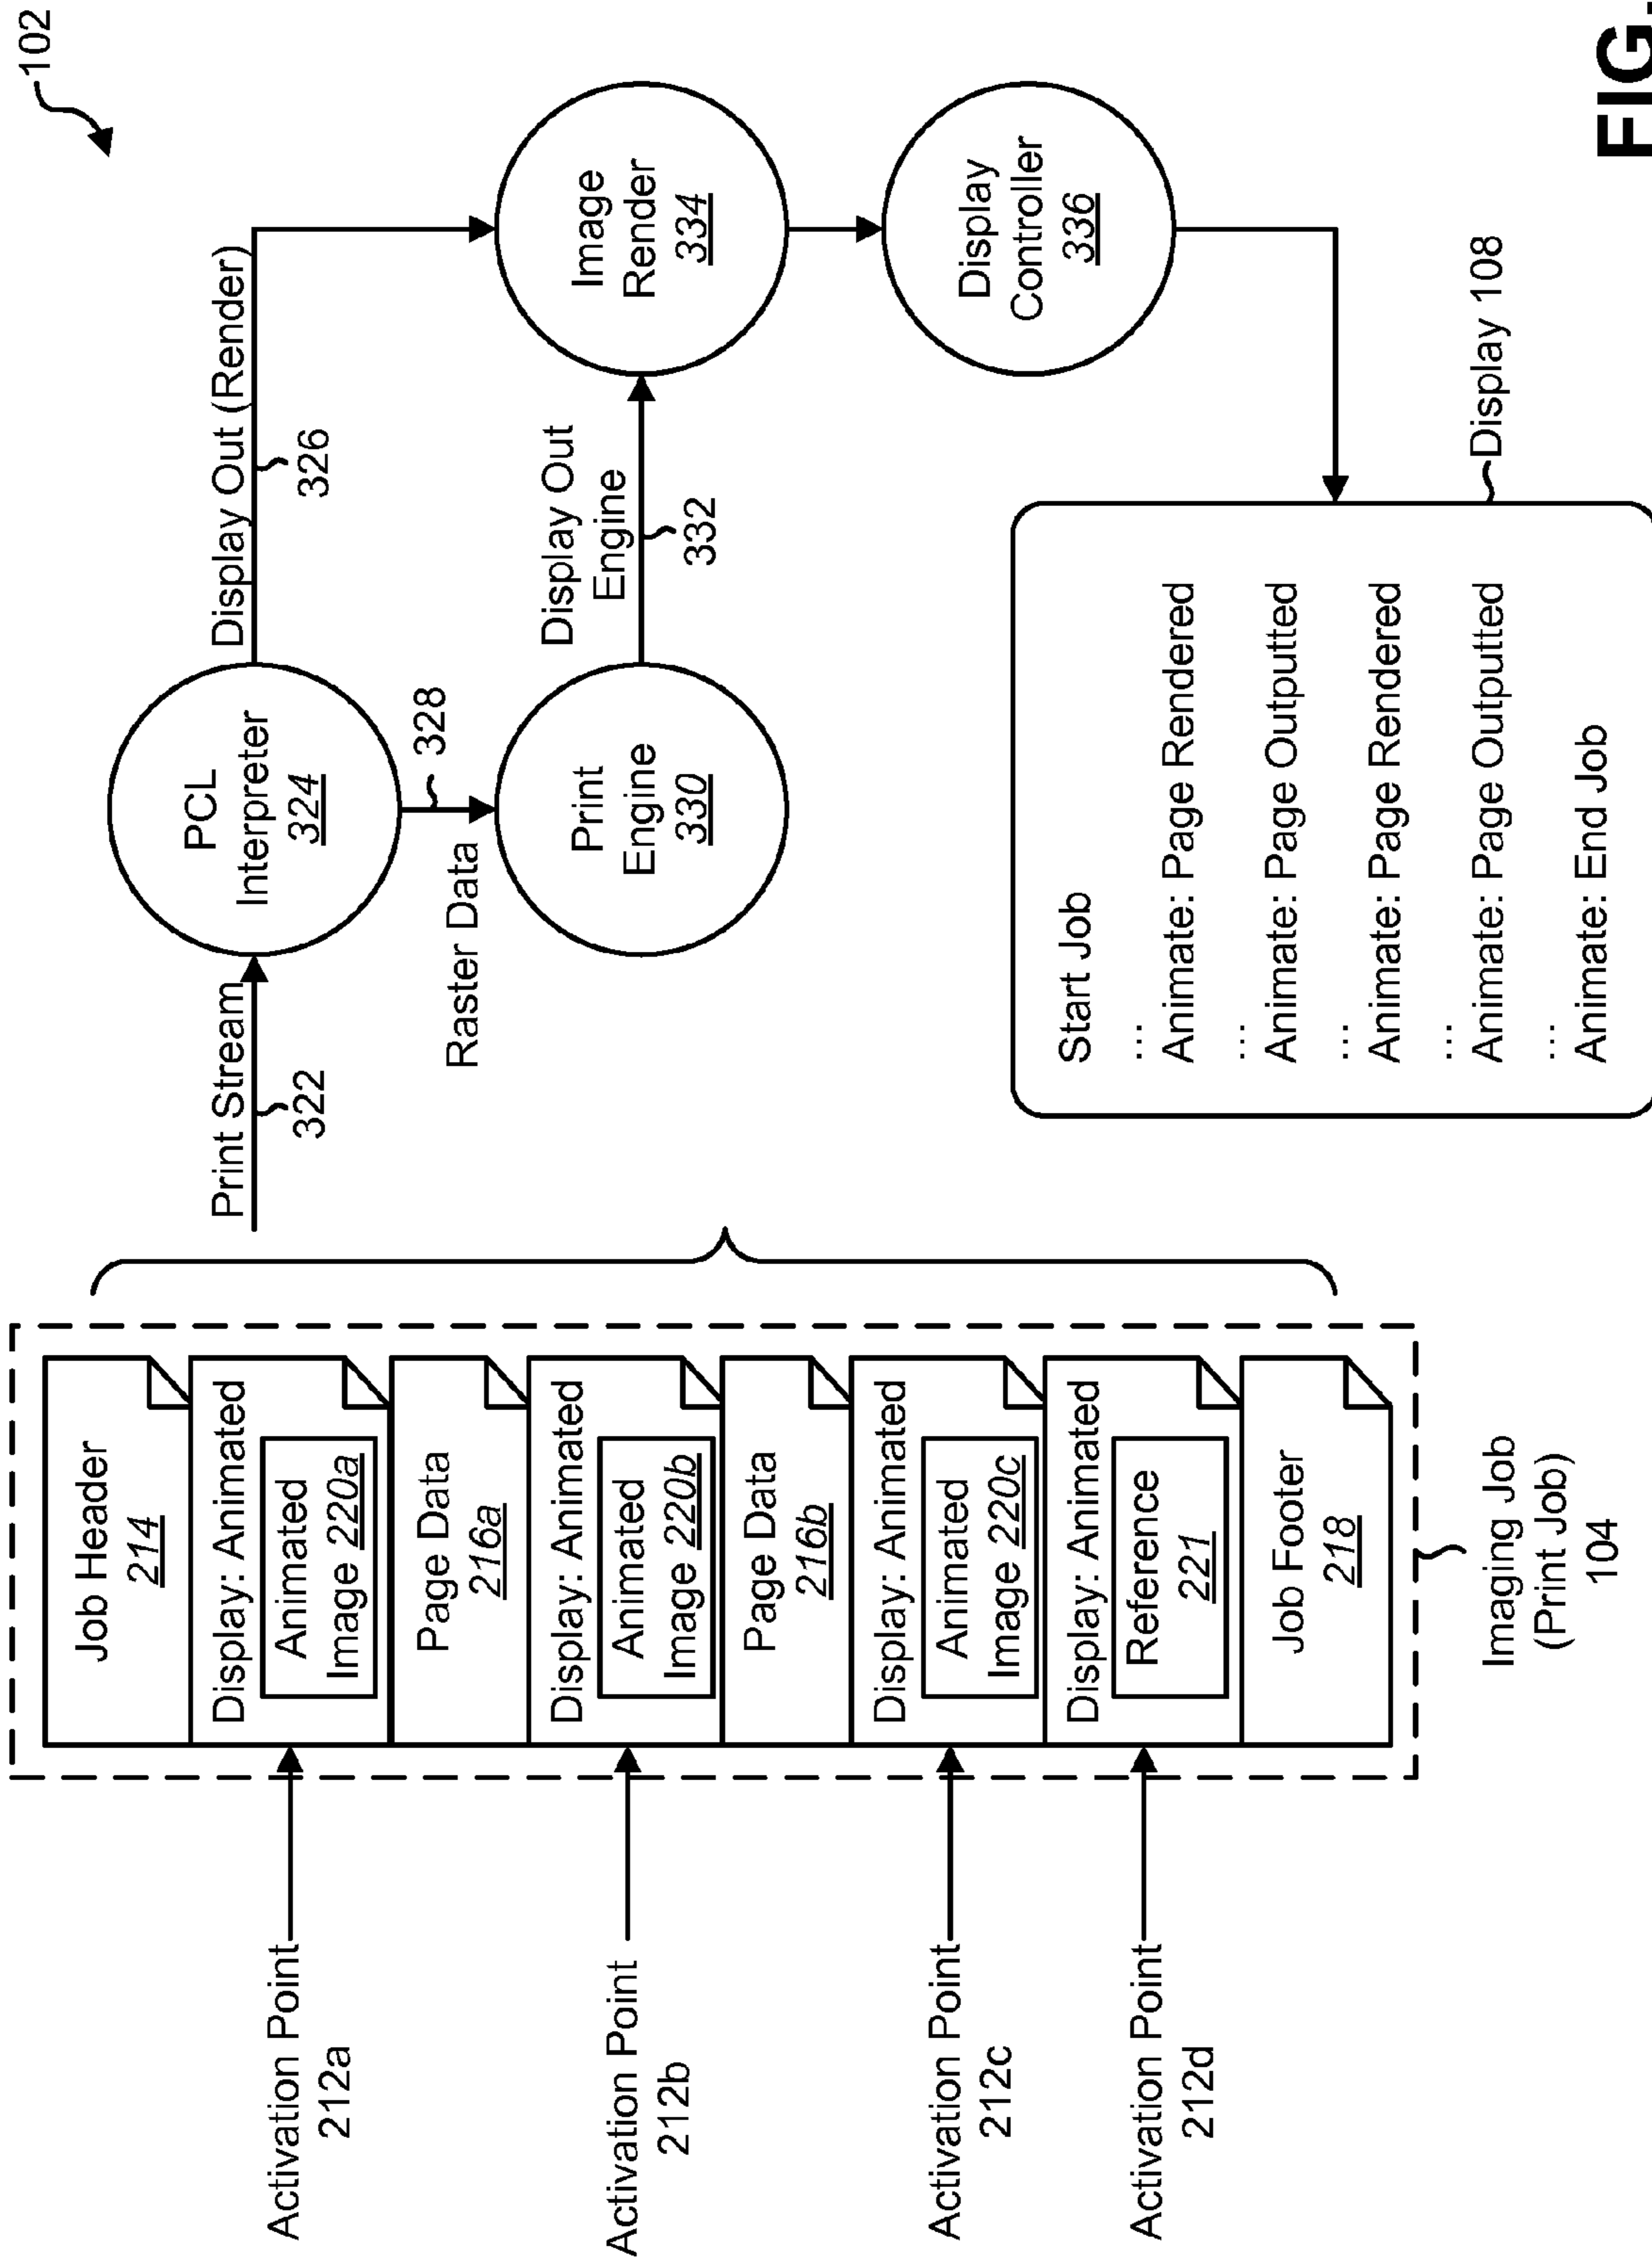 102
Activation Point
212a
Activation Point
212b
Activation Point
212c
Activation Point
212d
Job Header
214
Display: Animated
Animated
Image 220a
Page Data
216a
Display: Animated
Animated
Image 220b
Page Data
216b
Display: Animated
Animated
Image 220c
Display: Animated
Reference
221
Job Footer
218
Imaging Job
(Print Job)
104
Print Stream
322
PCL
Interpreter
324
Display Out (Render)
326
Raster Data
328
Print
Engine
330
Display Out
Engine
332
Image
Render
334
Display
Controller
336
Start Job
...
Animate: Page Rendered
...
Animate: Page Outputted
...
Animate: Page Rendered
...
Animate: Page Outputted
...
Animate: End Job
Display 108
FIG.